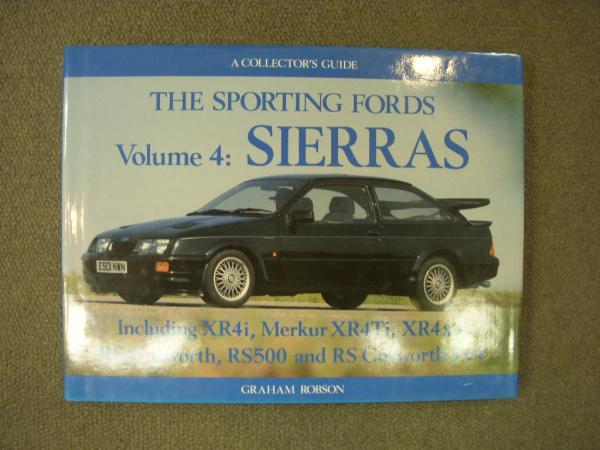 A COLLECTOR'S GUIDE
THE SPORTING FORDS
Volume 4: SIERRAS
E501 NWN
Including XR4i, Merkur XR4Ti,
RS500 and RS Cosworth
GRAHAM ROBSON